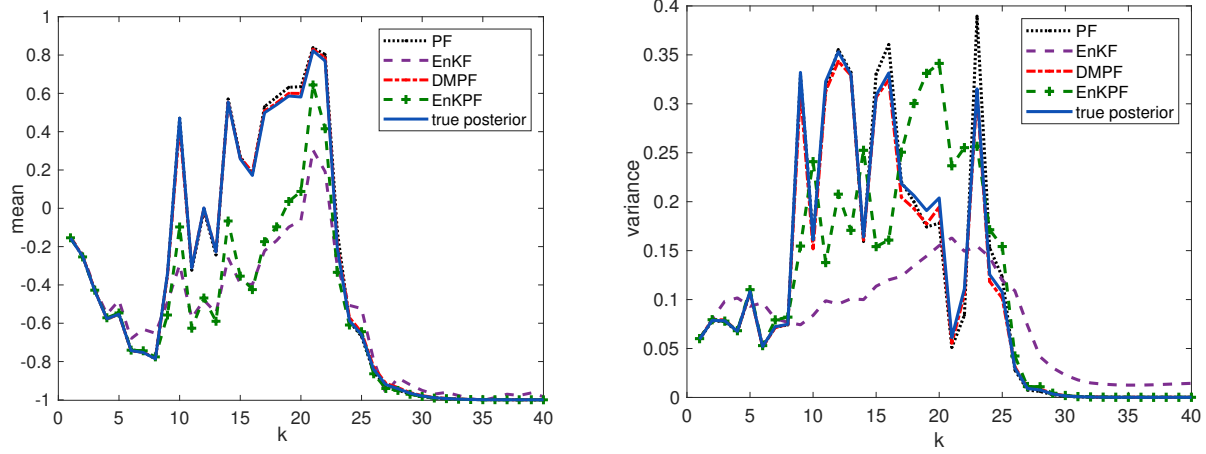 1
0.8
0.6
0.4
0.2
0
-0.2
-0.4
-0.6
-0.8
-1
mean
0 5 10 15 20 25 30 35 40
k
PF
EnKF
DMPF
EnKPF
true posterior
0.4
0.35
0.3
0.25
0.2
0.15
0.1
0.05
0
variance
0 5 10 15 20 25 30 35 40
k
PF
EnKF
DMPF
EnKPF
true posterior